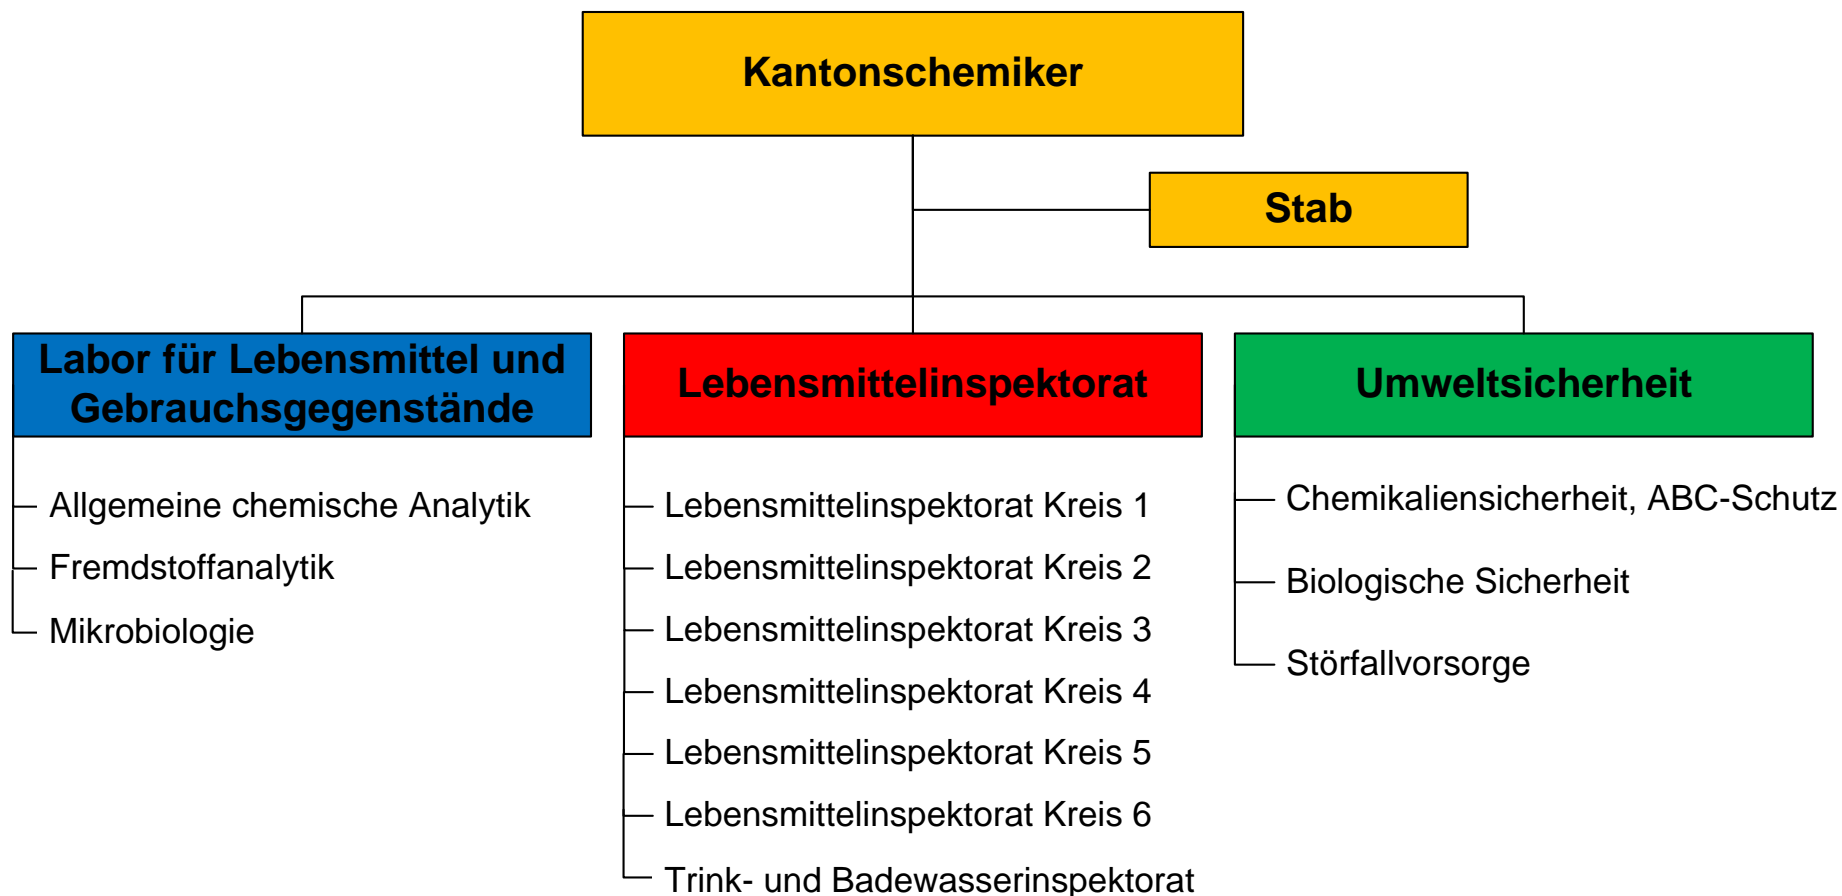 Kantonschemiker
Stab
Labor für Lebensmittel und
Gebrauchsgegenstände
Allgemeine chemische Analytik
Fremdstoffanalytik
Mikrobiologie
Lebensmittelinspektorat
Lebensmittelinspektorat Kreis 1
Lebensmittelinspektorat Kreis 2
Lebensmittelinspektorat Kreis 3
Lebensmittelinspektorat Kreis 4
Lebensmittelinspektorat Kreis 5
Lebensmittelinspektorat Kreis 6
Trink- und Badewasserinspektorat
Umweltsicherheit
Chemikaliensicherheit, ABC-Schutz
Biologische Sicherheit
Störfallvorsorge